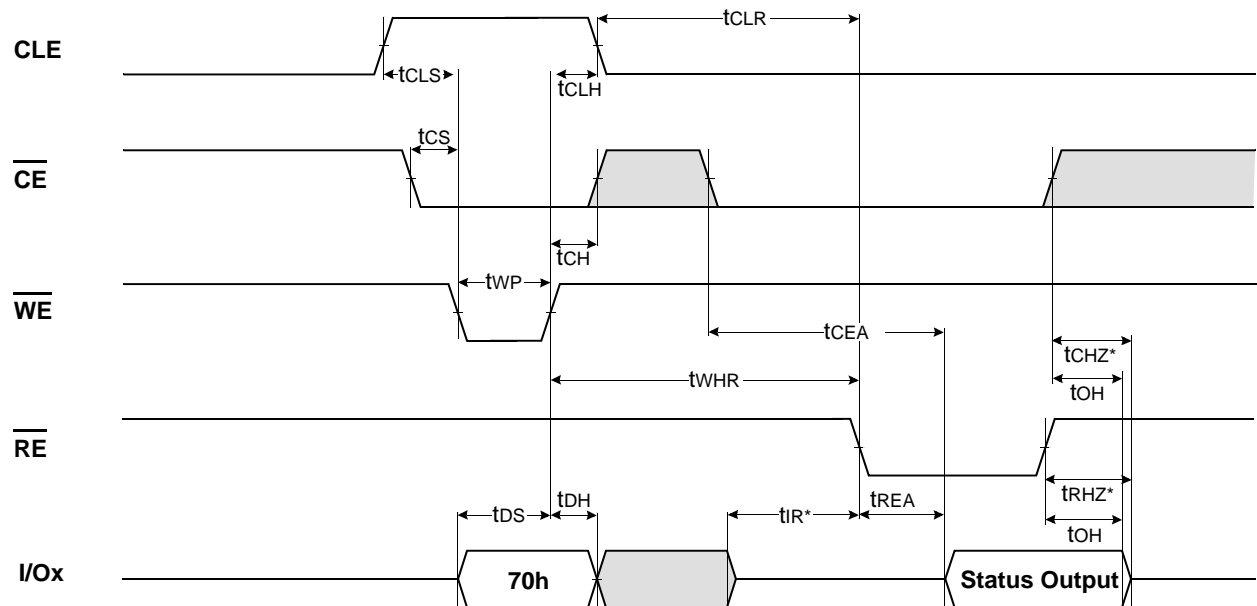 tCLR
CLE
tCLS
tCLH
tCS
CE
tCH
tWP
WE
tCEA
tCHZ*
tWHR
tOH
RE
tRHZ*
tDH
tREA
tDS
tIR*
tOH
I/Ox
70h
Status Output